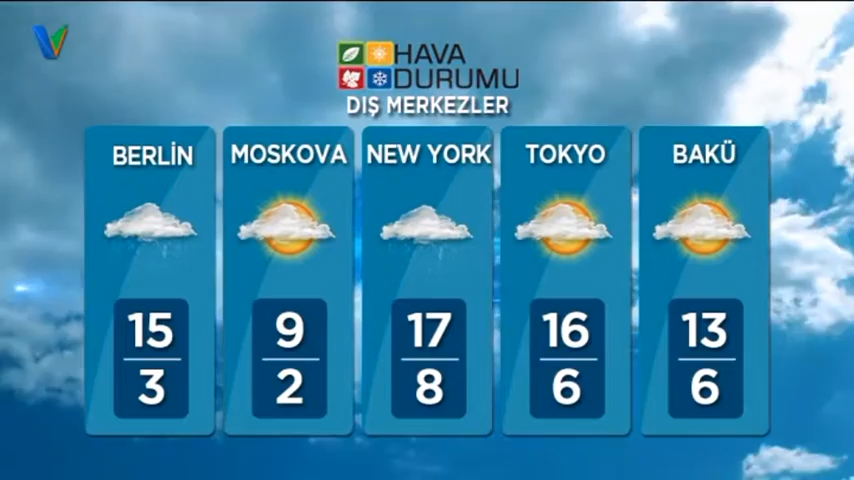 HAVA
DURUMU
DIŞ MERKEZLER
BERLİN MOSKOVA NEW YORK TOKYO BAKÜ
15 9 17 16 13
3 2 8 6 6